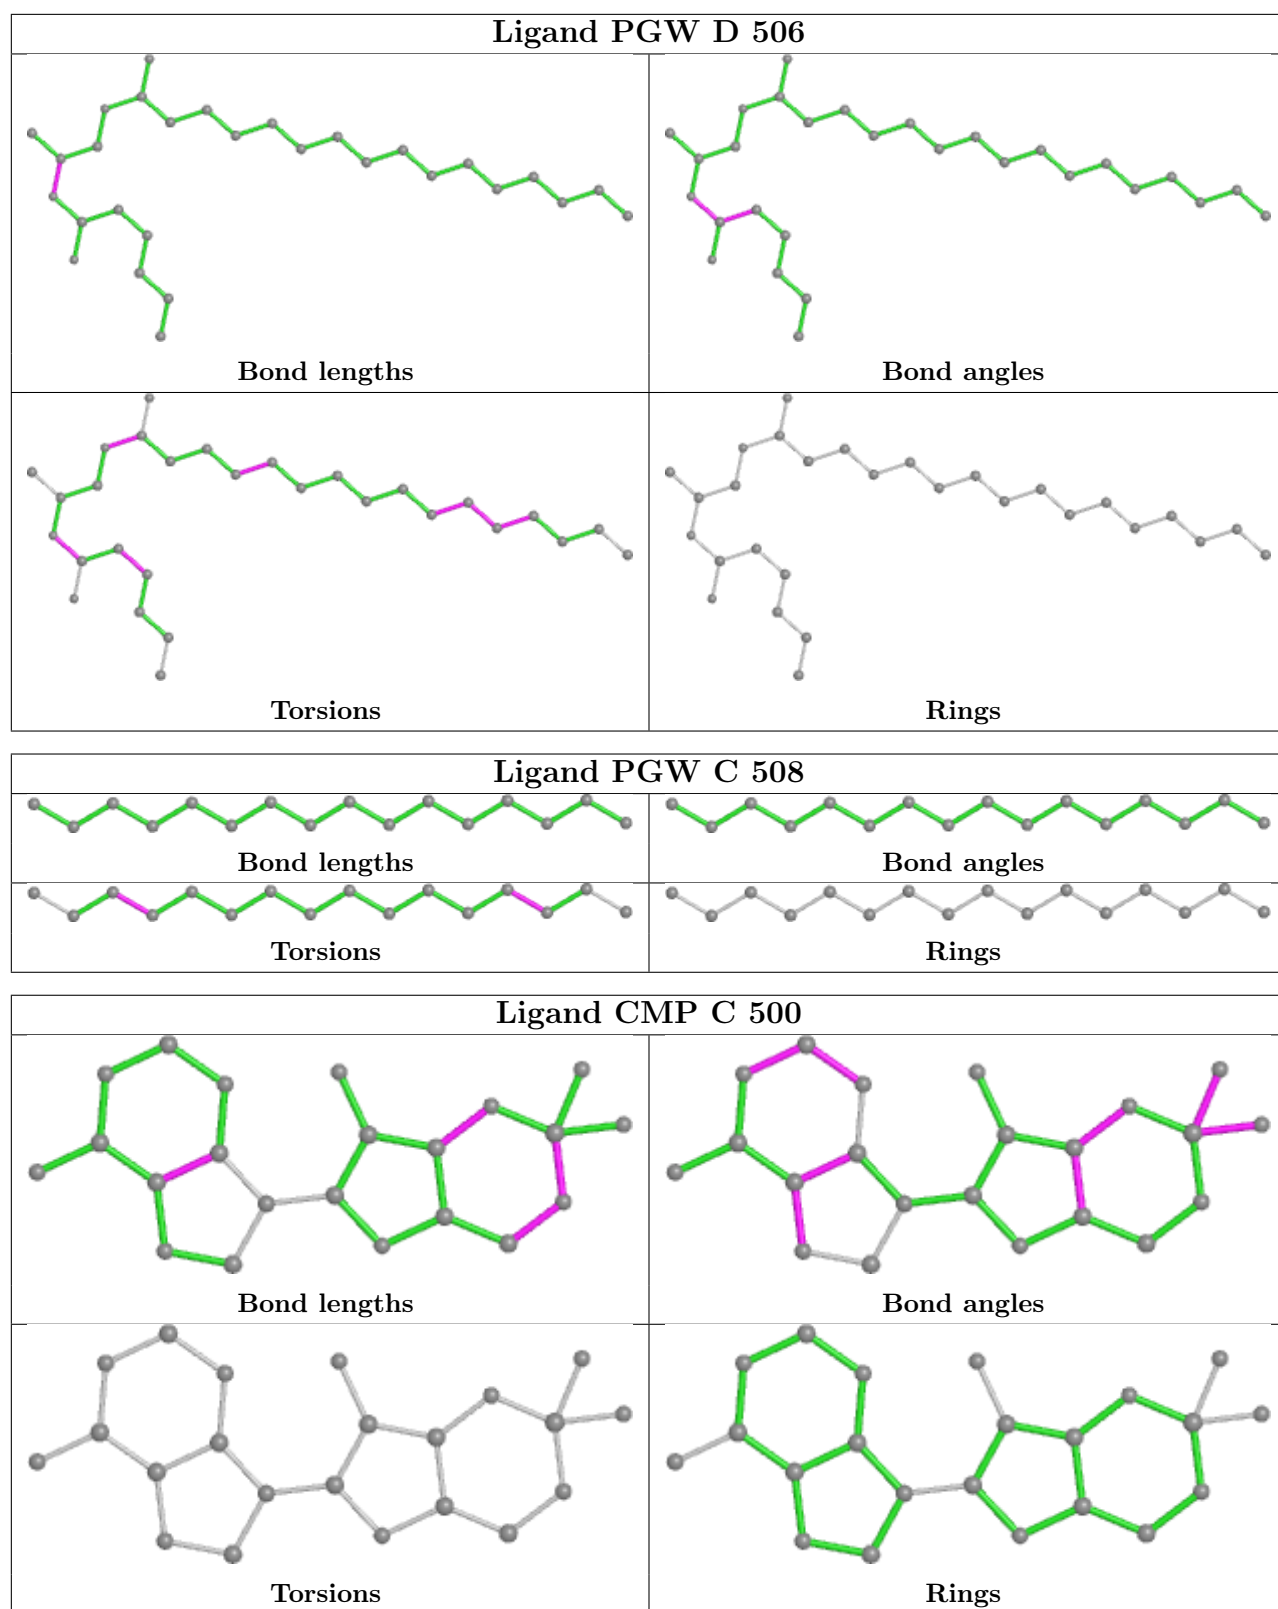 Ligand PGW D 506
Bond lengths
Bond angles
Torsions
Rings
Ligand PGW C 508
Bond lengths
Bond angles
Torsions
Rings
Ligand CMP C 500
Bond lengths
Bond angles
Torsions
Rings